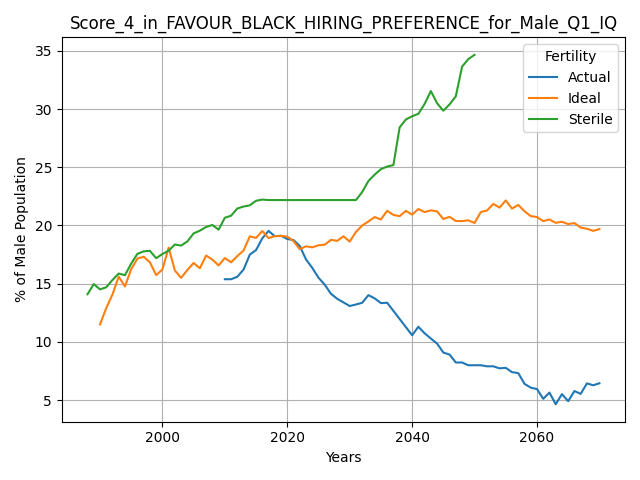 Score_4_in_FAVOUR_BLACK_HIRING_PREFERENCE_for_Male_Q1_IQ
Fertility
Actual
Ideal
Sterile
% of Male Population
35
30
25
20
15
10
5
2000 2020 2040 2060
Years